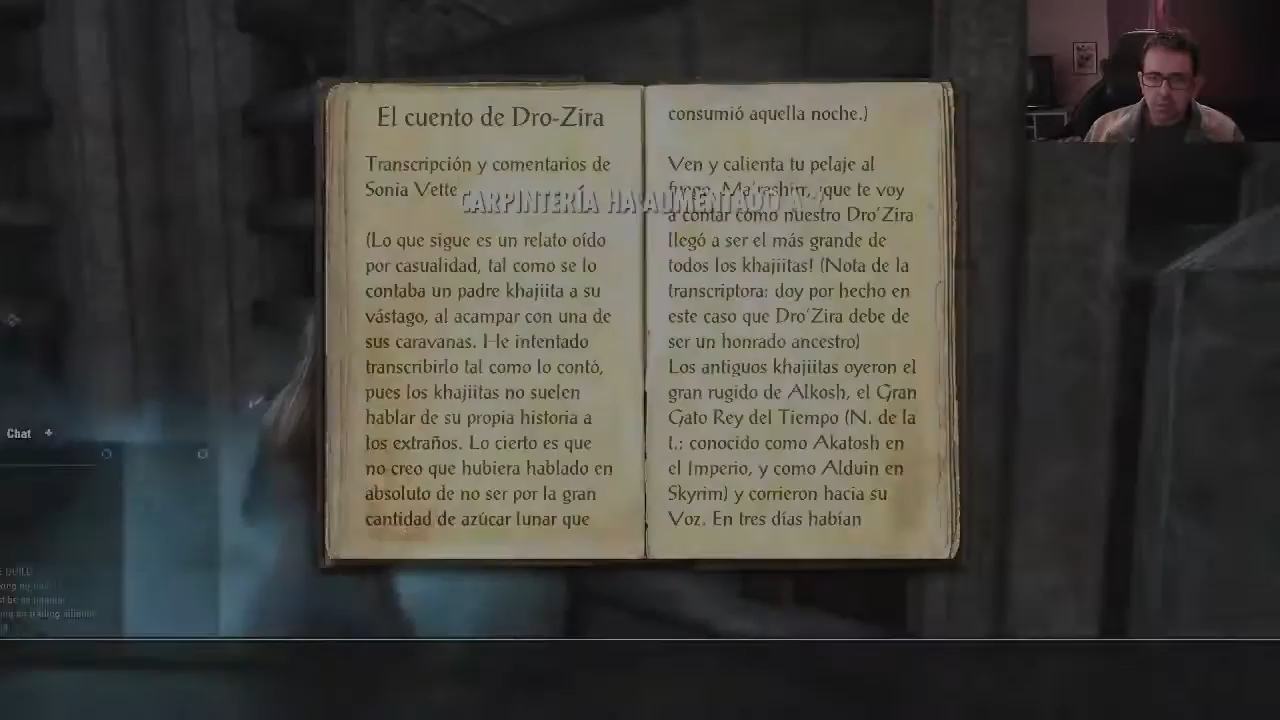 El cuento de Dro-Zira
Transcripción y comentarios de
Sonia Vette
(Lo que sigue es un relato oído
por casualidad, tal como se lo
contaba un padre khajiita a su
vástago, al acampar con una de
sus caravanas. He intentado
transcribirlo tal como lo contó,
pues los khajiitas no suelen
hablar de su propia historia a
los extraños. Lo cierto es que
no creo que hubiera hablado en
absoluto de no ser por la gran
cantidad de azúcar lunar que
consumió aquella noche.)
Ven y calienta tu pelaje al
que te voy
a contar cómo nuestro Dro'Zira
llegó a ser el más grande de
todos los khajiitas! (Nota de la
transcriptora: doy por hecho en
este caso que Dro'Zira debe de
ser un honrado ancestro)
Los antiguos khajiitas oyeron el
gran rugido de Alkosh, el Gran
Gato Rey del Tiempo (N. de la
t.: conocido como Akatosh en
el Imperio, y como Alduin en
Skyrim) y corrieron hacia su
Voz. En tres días habían
CARPINTERÍA HA AUMENTADO A
Chat